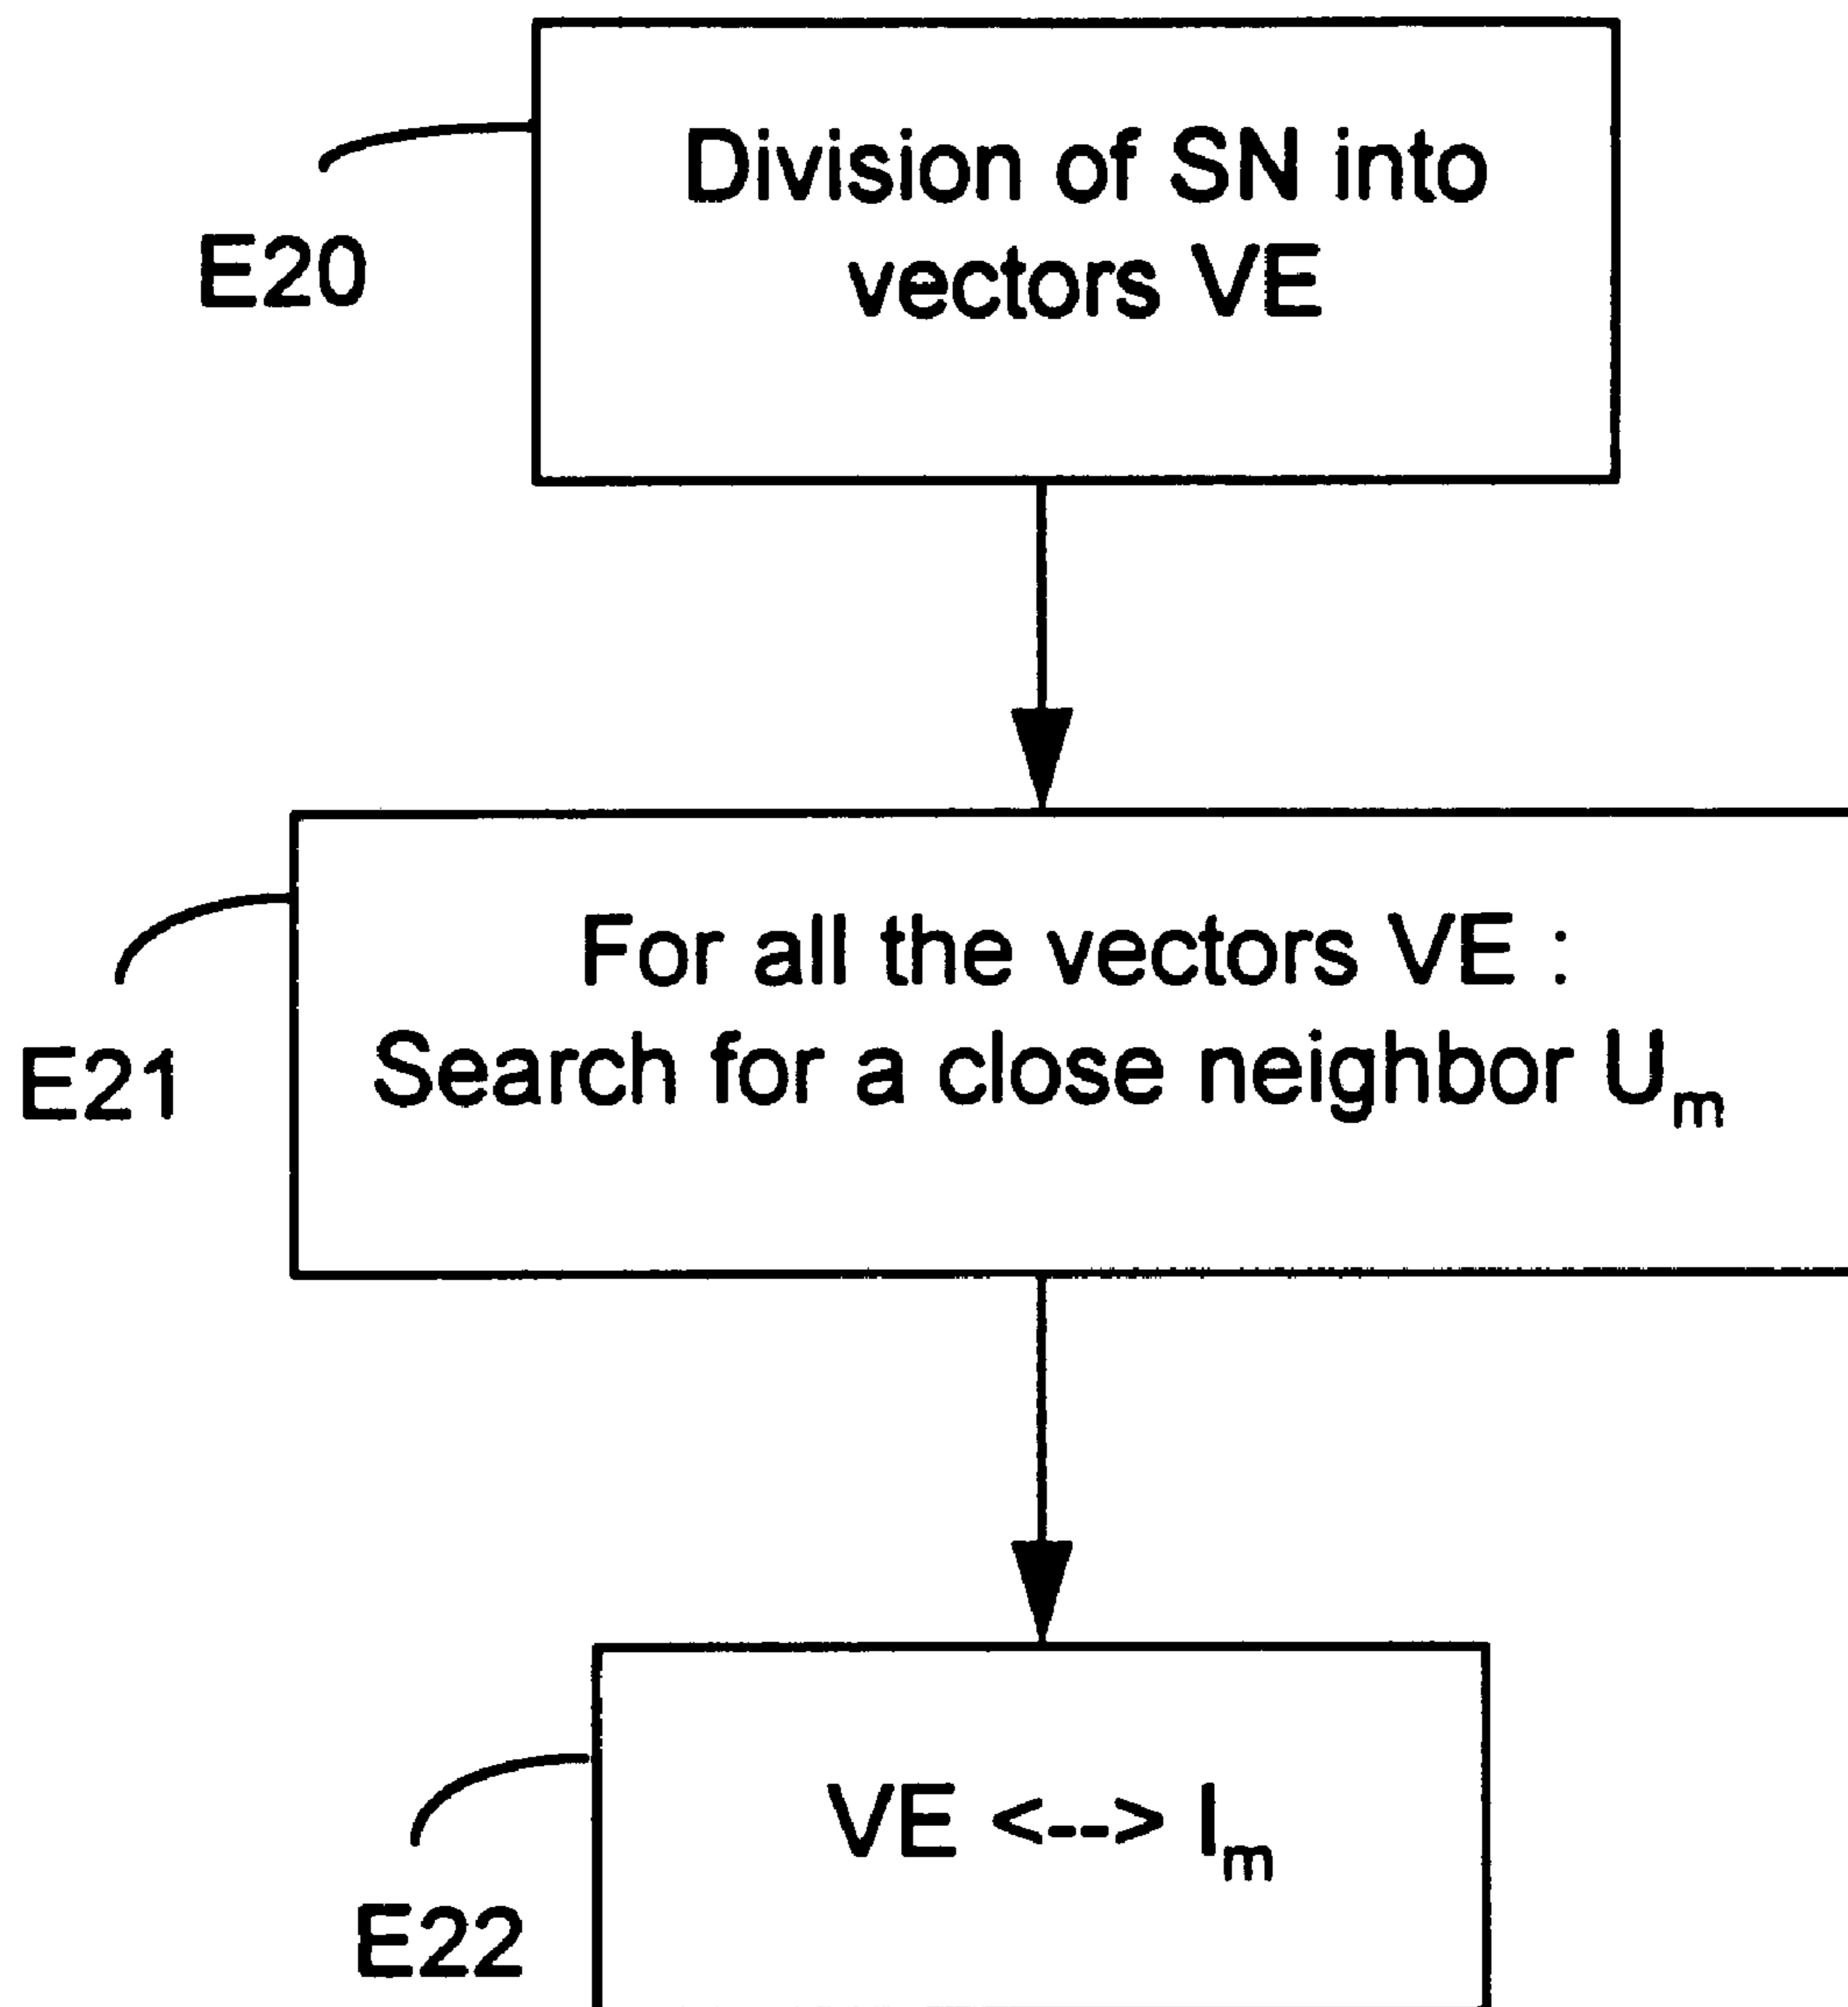 Division of SN into
vectors VE
E20
For all the vectors VE :
Search for a close neighbor Uₘ
E21
VE <--> Iₘ
E22